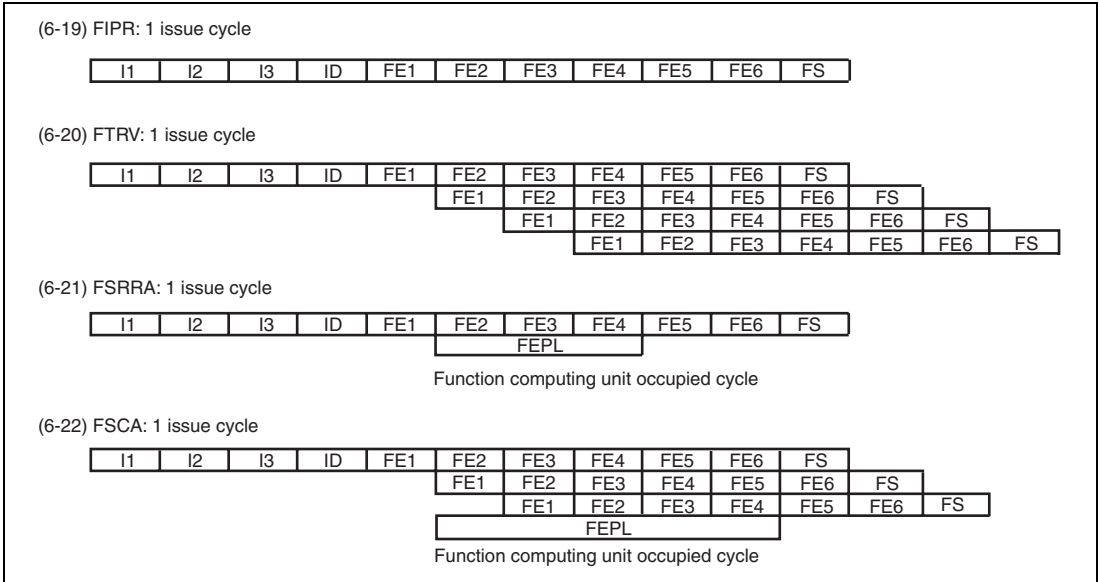 (6-19) FIPR: 1 issue cycle
I1 I2 I3 ID FE1 FE2 FE3 FE4 FE5 FE6 FS
(6-20) FTRV: 1 issue cycle
I1 I2 I3 ID FE1 FE2 FE3 FE4 FE5 FE6 FS
FE1 FE2 FE3 FE4 FE5 FE6 FS
FE1 FE2 FE3 FE4 FE5 FE6 FS
FE1 FE2 FE3 FE4 FE5 FE6 FS
(6-21) FSRRA: 1 issue cycle
I1 I2 I3 ID FE1 FE2 FE3 FE4 FE5 FE6 FS
FEPL
Function computing unit occupied cycle
(6-22) FSCA: 1 issue cycle
I1 I2 I3 ID FE1 FE2 FE3 FE4 FE5 FE6 FS
FE1 FE2 FE3 FE4 FE5 FE6 FS
FE1 FE2 FE3 FE4 FE5 FE6 FS
FEPL
Function computing unit occupied cycle